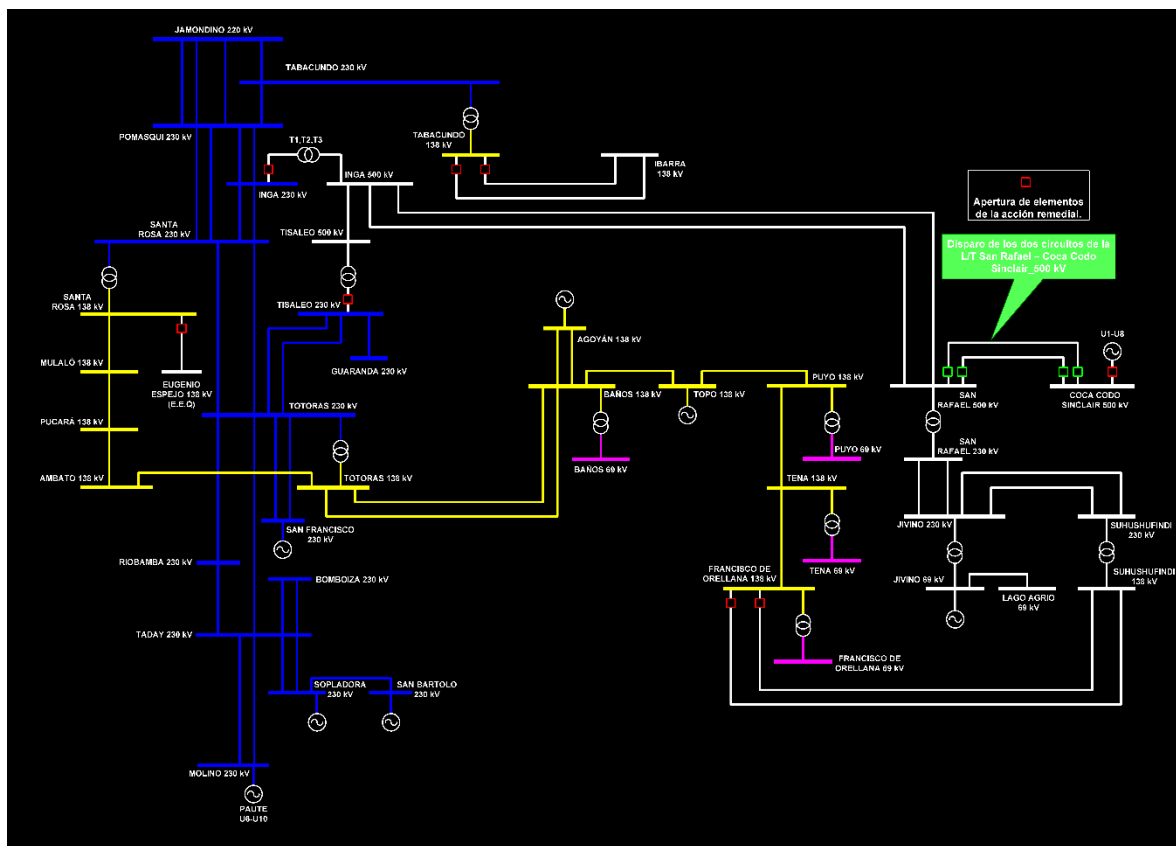 JAMONDINO 220 kV
TABACUNDO 230 kV
POMASQUI 230 kV
T1,T2,T3
TABACUNDO
138 kV
IBARRA
138 kV
INGA 500 kV
INGA 230 kV
Apertura de elementos
de la acción remedial.
SANTA
ROSA 230 kV
TISALEO 500 kV
Disparo de los dos circuitos de la
L/T San Rafael – Coca Codo
Sinclair_500 kV
SANTA
ROSA 138 kV
TISALEO 230 kV
AGOYÁN 138 kV
U1-U8
MULALÓ 138 kV
EUGENIO
ESPEJO 138 kV
(E.E.Q)
GUARANDA 230 kV
BAÑOS 138 kV
TOPO 138 kV
PUYO 138 kV
SAN
RAFAEL 500 kV
COCA CODO
SINCLAIR 500 kV
PUCARÁ 138 kV
TOTORAS 230 kV
PUYO 69 kV
SAN
RAFAEL 230 kV
BAÑOS 69 kV
AMBATO 138 kV
TOTORAS 138 kV
TENA 138 kV
SAN FRANCISCO
230 kV
JIVINO 230 kV
SUHUSHUFINDI
230 kV
RIOBAMBA 230 kV
BOMBOIZA 230 kV
TENA 69 kV
FRANCISCO DE
ORELLANA 138 kV
JIVINO 69 kV
LAGO AGRIO
69 kV
SUHUSHUFINDI
138 kV
TADAY 230 kV
FRANCISCO DE
ORELLANA 69 kV
SOPLADORA
230 kV
SAN BARTOLO
230 kV
MOLINO 230 kV
PAUTE
U6-U10